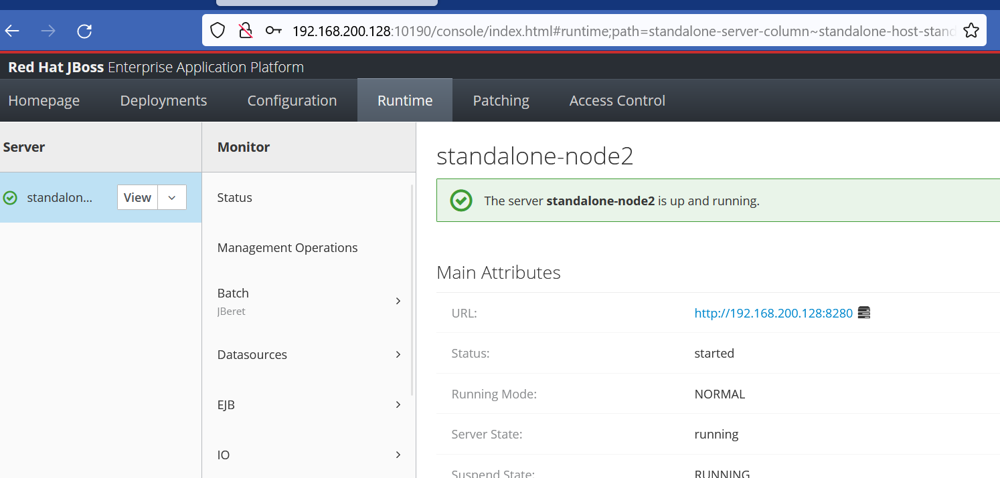 192.168.200.128:10190/console/index.html#runtime;path=standalone-server-column~standalone-host-stand
Red Hat JBoss Enterprise Application Platform
Homepage Deployments Configuration Runtime Patching Access Control
Server
standalon... View
Monitor
Status
Management Operations
Batch
JBeret
Datasources
EJB
IO
standalone-node2
The server standalone-node2 is up and running.
Main Attributes
URL: http://192.168.200.128:8280
Status: started
Running Mode: NORMAL
Server State: running
Suspend State: RUNNING